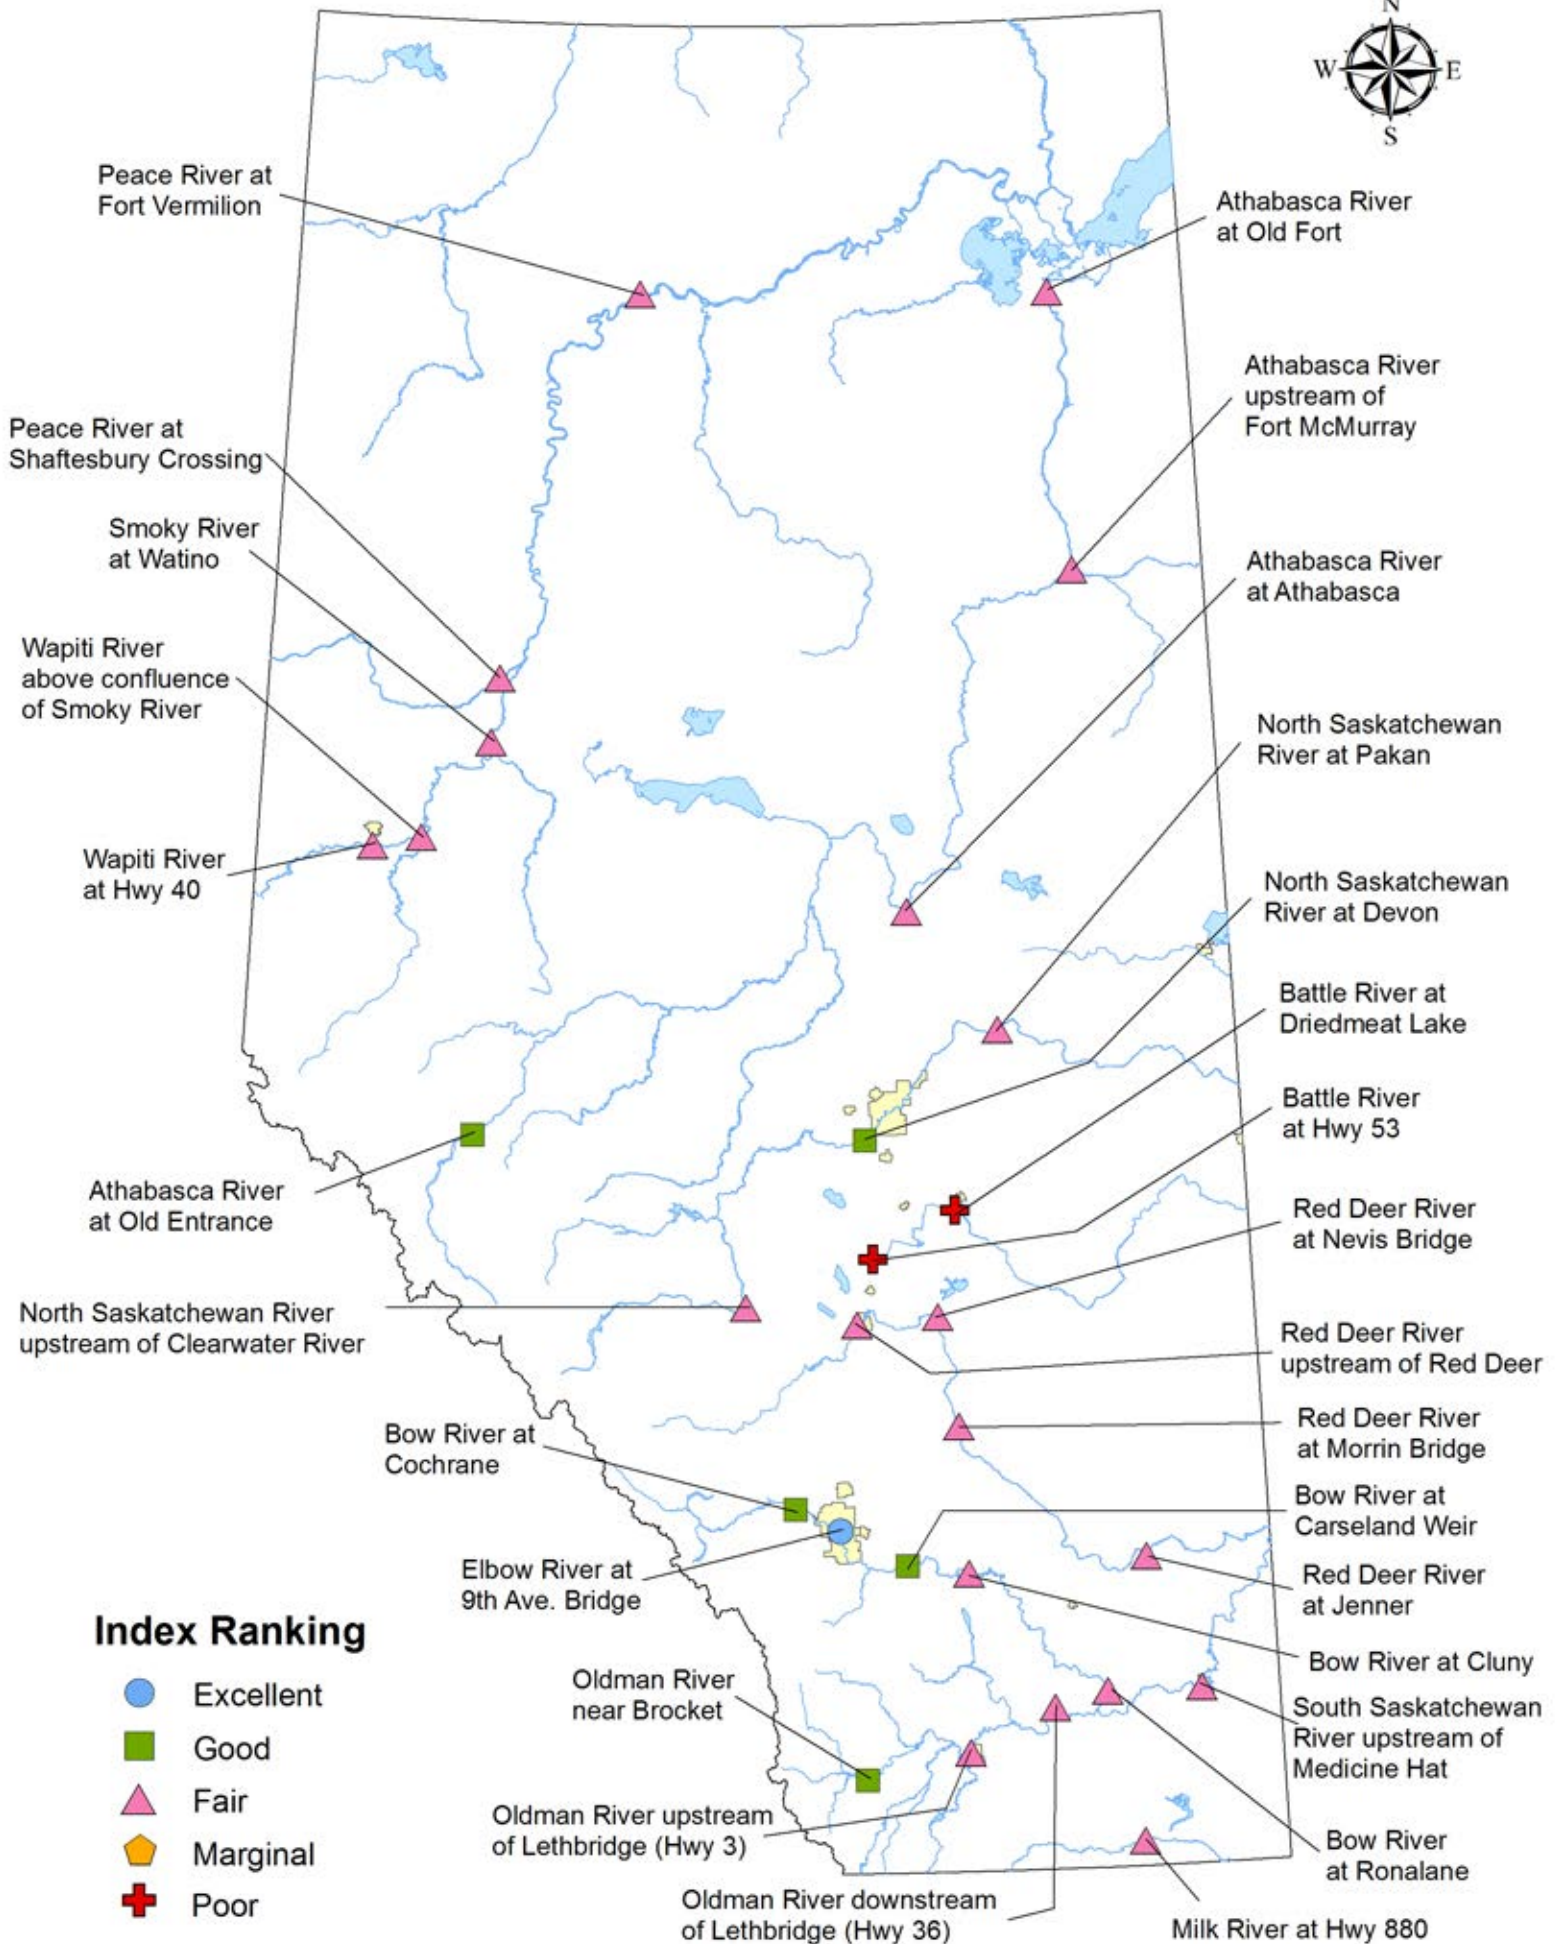 N
W
E
S
Peace River at
Fort Vermilion
Athabasca River
at Old Fort
Athabasca River
upstream of
Fort McMurray
Peace River at
Shaftesbury Crossing
Smoky River
at Watino
Athabasca River
at Athabasca
Wapiti River
above confluence
of Smoky River
North Saskatchewan
River at Pakan
Wapiti River
at Hwy 40
North Saskatchewan
River at Devon
Battle River at
Driedmeat Lake
Battle River
at Hwy 53
Athabasca River
at Old Entrance
Red Deer River
at Nevis Bridge
North Saskatchewan River
upstream of Clearwater River
Red Deer River
upstream of Red Deer
Red Deer River
at Morrin Bridge
Bow River at
Cochrane
Bow River at
Carseland Weir
Elbow River at
9th Ave. Bridge
Red Deer River
at Jenner
Bow River at Cluny
Oldman River
near Brocket
South Saskatchewan
River upstream of
Medicine Hat
Oldman River upstream
of Lethbridge (Hwy 3)
Bow River
at Ronalane
Oldman River downstream
of Lethbridge (Hwy 36)
Milk River at Hwy 880
Index Ranking
Excellent
Good
Fair
Marginal
Poor